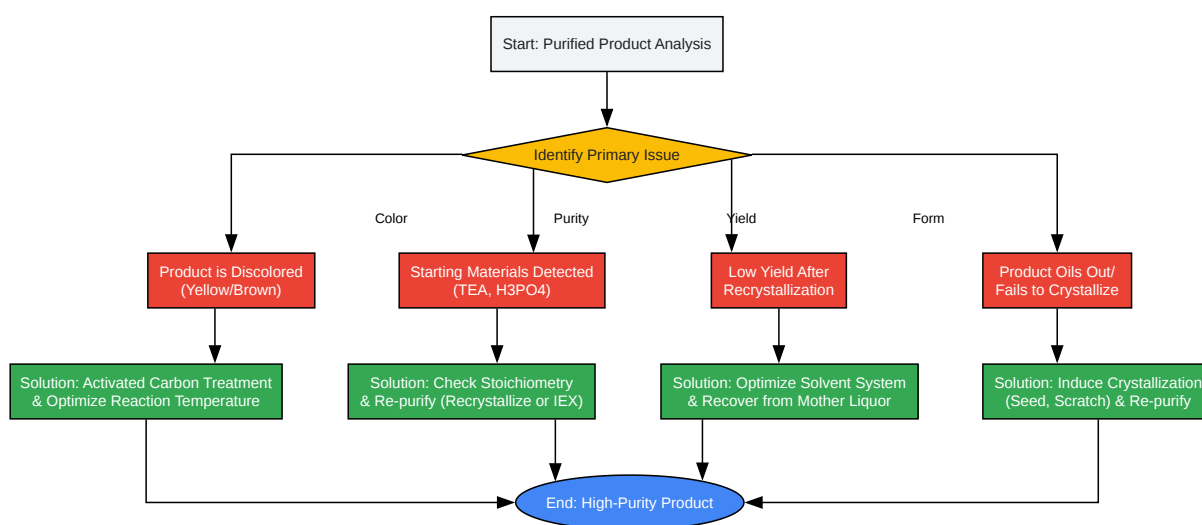 Start: Purified Product Analysis
Identify Primary Issue
Color
Purity
Yield
Form
Product is Discolored
(Yellow/Brown)
Starting Materials Detected
(TEA, H3PO4)
Low Yield After
Recrystallization
Product Oils Out/
Fails to Crystallize
Solution: Activated Carbon Treatment
& Optimize Reaction Temperature
Solution: Check Stoichiometry
& Re-purify (Recrystallize or IEX)
Solution: Optimize Solvent System
& Recover from Mother Liquor
Solution: Induce Crystallization
(Seed, Scratch) & Re-purify
End: High-Purity Product